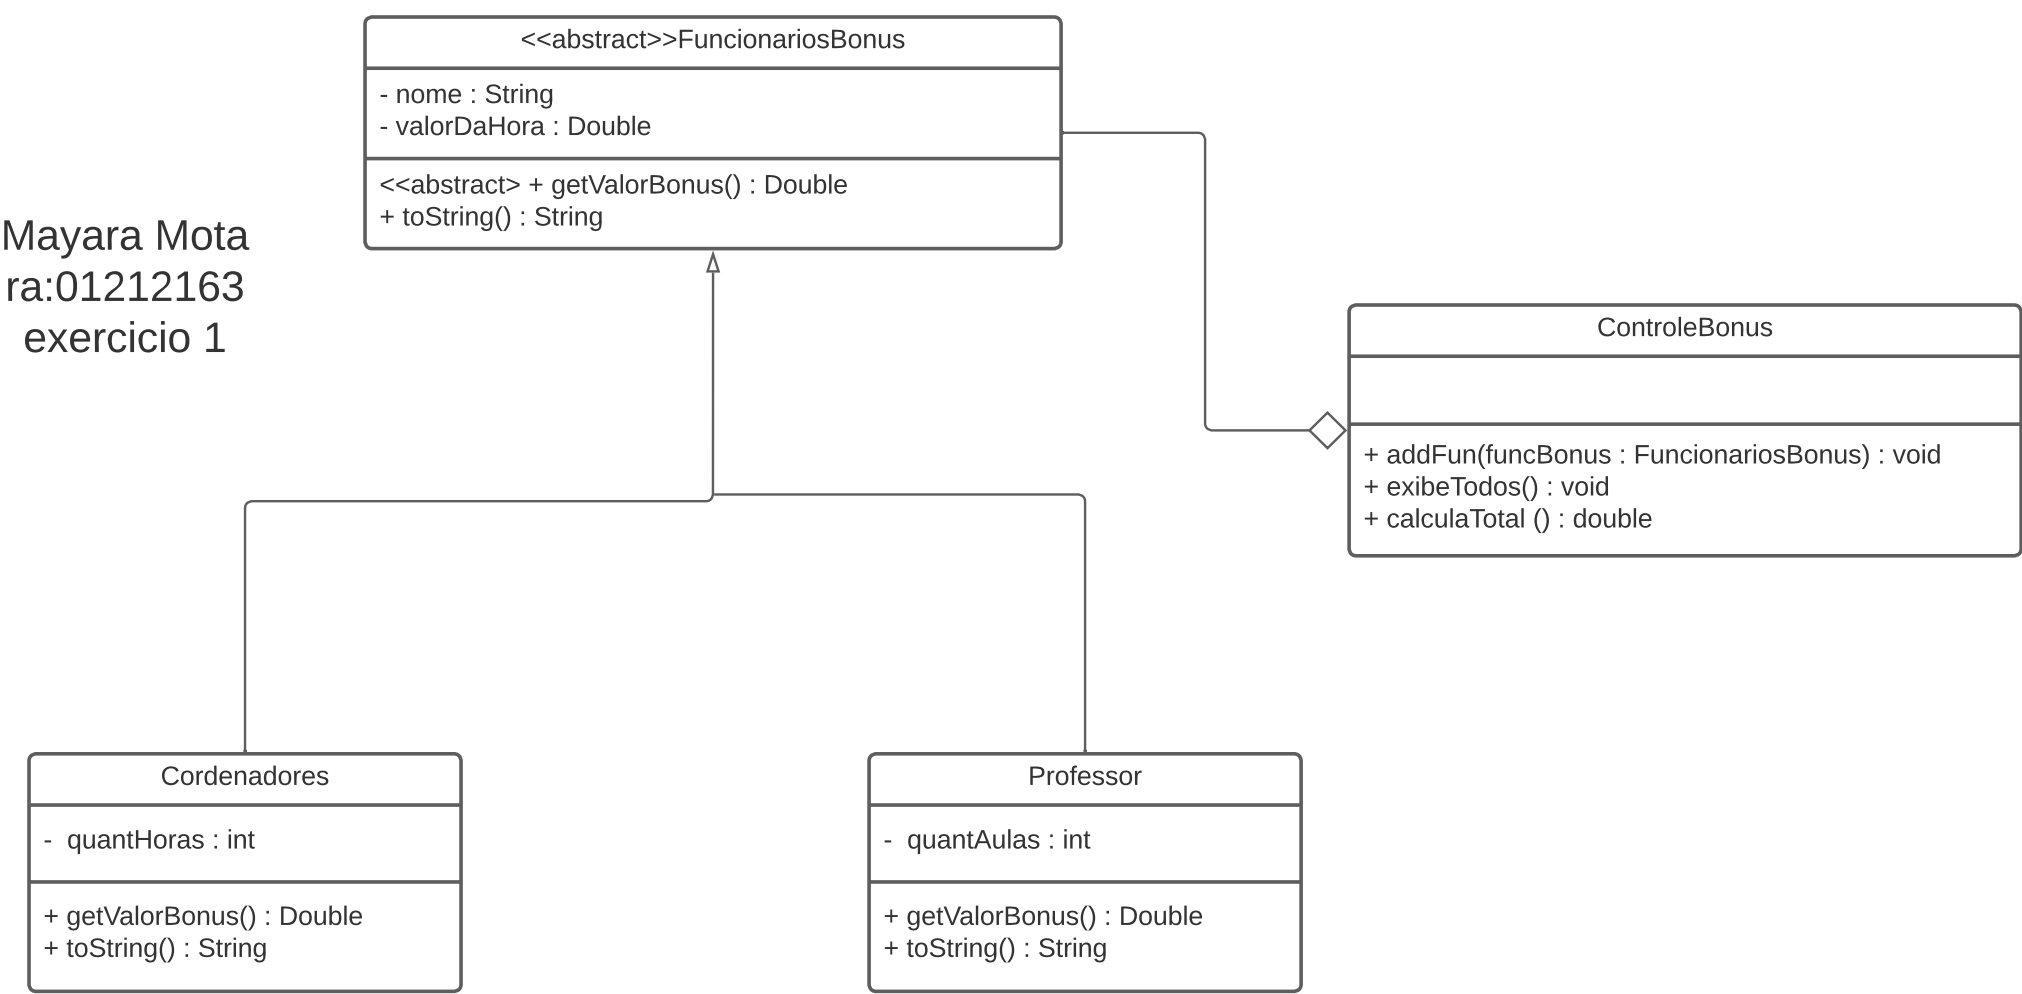 <<abstract>>FuncionariosBonus
- nome : String
- valorDaHora : Double
<<abstract> + getValorBonus() : Double
+ toString() : String
Mayara Mota
ra:01212163
exercicio 1
ControleBonus
+ addFun(funcBonus : FuncionariosBonus) : void
+ exibeTodos() : void
+ calculaTotal () : double
Cordenadores
- quantHoras : int
+ getValorBonus() : Double
+ toString() : String
Professor
- quantAulas : int
+ getValorBonus() : Double
+ toString() : String